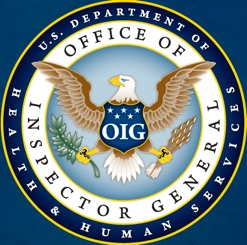 U.S. DEPARTMENT OF
HEALTH & HUMAN SERVICES
OFFICE OF
INSPECTOR GENERAL
OIG